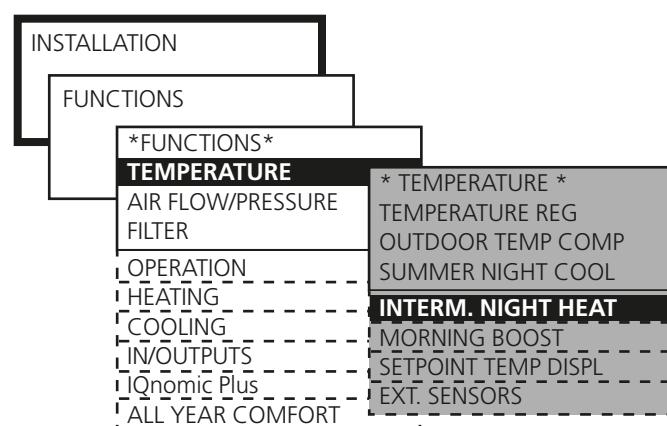 INSTALLATION
FUNCTIONS
*FUNCTIONS*
TEMPERATURE
AIR FLOW/PRESSURE
FILTER
OPERATION
HEATING
COOLING
IN/OUTPUTS
IQnomic Plus
ALL YEAR COMFORT
* TEMPERATURE *
TEMPERATURE REG
OUTDOOR TEMP COMP
SUMMER NIGHT COOL
INTERM. NIGHT HEAT
MORNING BOOST
SETPOINT TEMP DISPL
EXT. SENSORS